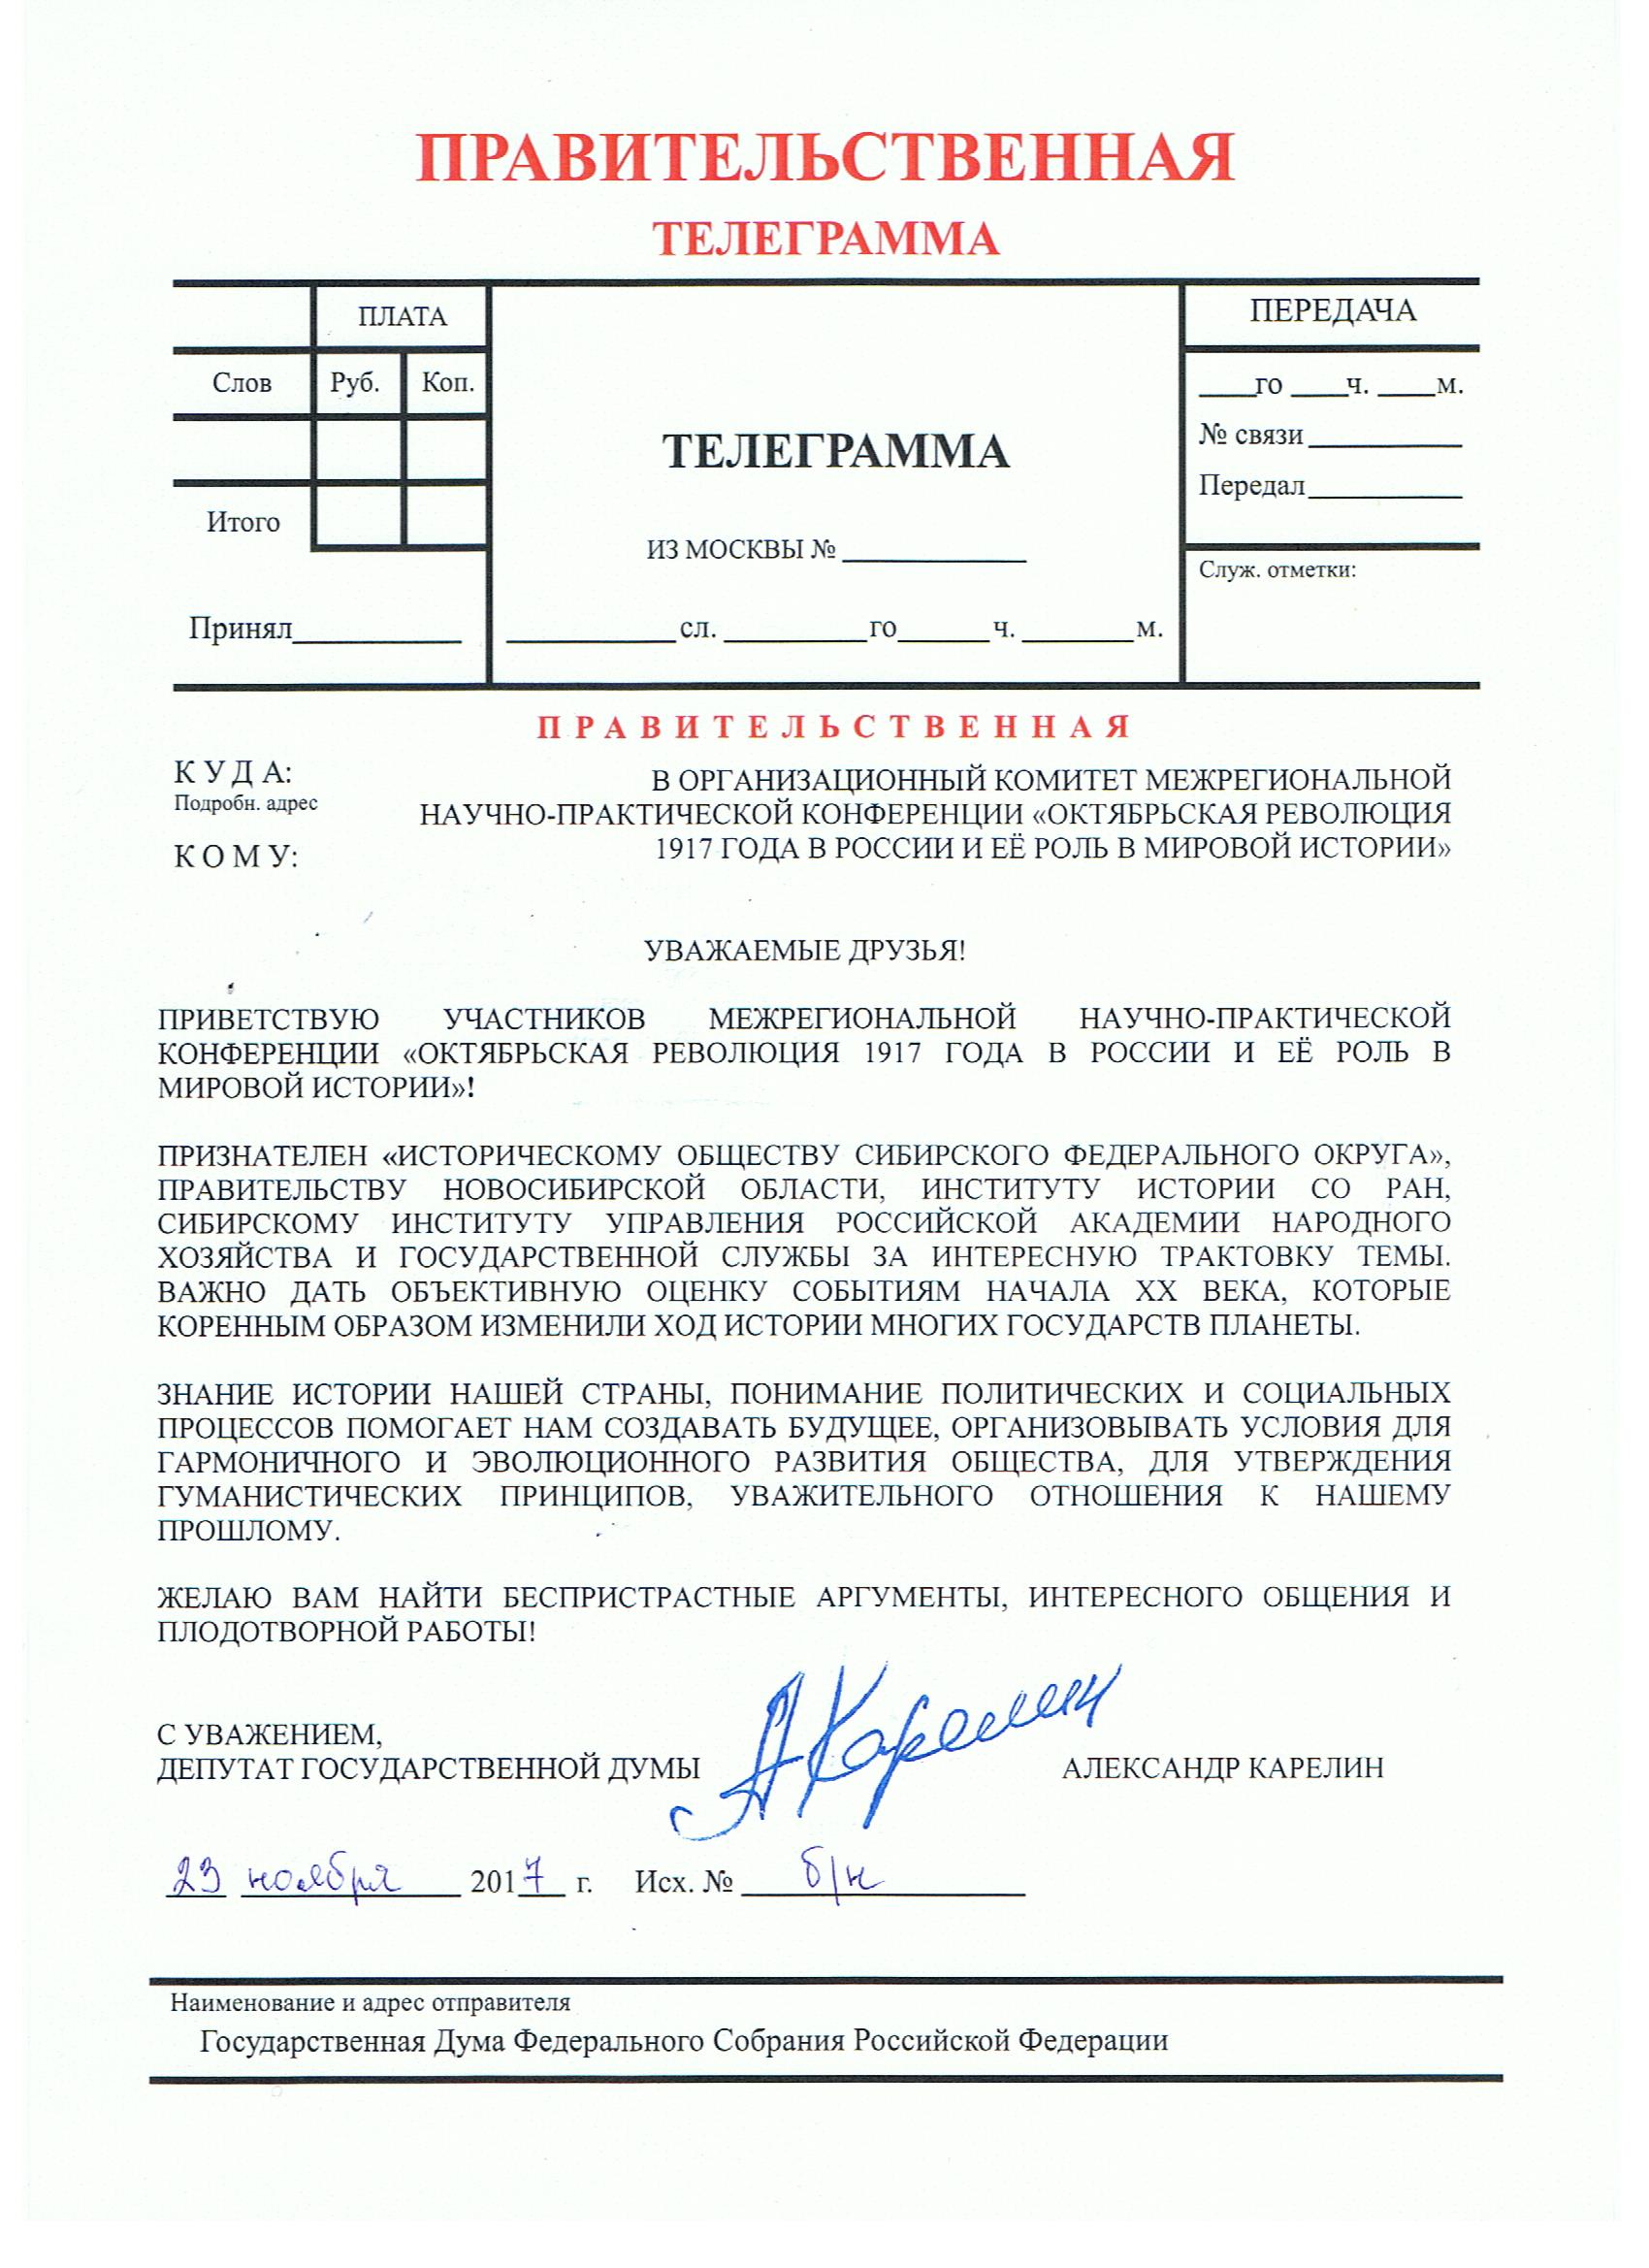 ПРАВИТЕЛЬСТВЕННАЯ
ТЕЛЕГРАММА
ПЛАТА
Слов Руб. Коп.
Итого
Принял__________
ТЕЛЕГРАММА
ИЗ МОСКВЫ № ____________
___________сл. _________го______ч. _______м.
ПЕРЕДАЧА
____го ____ч. ____м.
№ связи__________
Передал__________
Служ. отметки:
П Р А В И Т Е Л Ь С Т В Е Н Н А Я
К У Д А:
Подробн. адрес
К О М У:
В ОРГАНИЗАЦИОННЫЙ КОМИТЕТ МЕЖРЕГИОНАЛЬНОЙ
НАУЧНО-ПРАКТИЧЕСКОЙ КОНФЕРЕНЦИИ «ОКТЯБРЬСКАЯ РЕВОЛЮЦИЯ
1917 ГОДА В РОССИИ И ЕЁ РОЛЬ В МИРОВОЙ ИСТОРИИ»
УВАЖАЕМЫЕ ДРУЗЬЯ!
ПРИВЕТСТВУЮ УЧАСТНИКОВ МЕЖРЕГИОНАЛЬНОЙ НАУЧНО-ПРАКТИЧЕСКОЙ
КОНФЕРЕНЦИИ «ОКТЯБРЬСКАЯ РЕВОЛЮЦИЯ 1917 ГОДА В РОССИИ И ЕЁ РОЛЬ В
МИРОВОЙ ИСТОРИИ»!
ПРИЗНАТЕЛЕН «ИСТОРИЧЕСКОМУ ОБЩЕСТВУ СИБИРСКОГО ФЕДЕРАЛЬНОГО ОКРУГА»,
ПРАВИТЕЛЬСТВУ НОВОСИБИРСКОЙ ОБЛАСТИ, ИНСТИТУТУ ИСТОРИИ СО РАН,
СИБИРСКОМУ ИНСТИТУТУ УПРАВЛЕНИЯ РОССИЙСКОЙ АКАДЕМИИ НАРОДНОГО
ХОЗЯЙСТВА И ГОСУДАРСТВЕННОЙ СЛУЖБЫ ЗА ИНТЕРЕСНУЮ ТРАКТОВКУ ТЕМЫ.
ВАЖНО ДАТЬ ОБЪЕКТИВНУЮ ОЦЕНКУ СОБЫТИЯМ НАЧАЛА XX ВЕКА, КОТОРЫЕ
КОРЕННЫМ ОБРАЗОМ ИЗМЕНИЛИ ХОД ИСТОРИИ МНОГИХ ГОСУДАРСТВ ПЛАНЕТЫ.
ЗНАНИЕ ИСТОРИИ НАШЕЙ СТРАНЫ, ПОНИМАНИЕ ПОЛИТИЧЕСКИХ И СОЦИАЛЬНЫХ
ПРОЦЕССОВ ПОМОГАЕТ НАМ СОЗДАВАТЬ БУДУЩЕЕ, ОРГАНИЗОВЫВАТЬ УСЛОВИЯ ДЛЯ
ГАРМОНИЧНОГО И ЭВОЛЮЦИОННОГО РАЗВИТИЯ ОБЩЕСТВА, ДЛЯ УТВЕРЖДЕНИЯ
ГУМАНИСТИЧЕСКИХ ПРИНЦИПОВ, УВАЖИТЕЛЬНОГО ОТНОШЕНИЯ К НАШЕМУ
ПРОШЛОМУ.
ЖЕЛАЮ ВАМ НАЙТИ БЕСПРИСТРАСТНЫЕ АРГУМЕНТЫ, ИНТЕРЕСНОГО ОБЩЕНИЯ И
ПЛОДОТВОРНОЙ РАБОТЫ!
С УВАЖЕНИЕМ,
ДЕПУТАТ ГОСУДАРСТВЕННОЙ ДУМЫ АКарелин АЛЕКСАНДР КАРЕЛИН
23 ноября 2017 г. Исх. № б/н
Наименование и адрес отправителя
Государственная Дума Федерального Собрания Российской Федерации